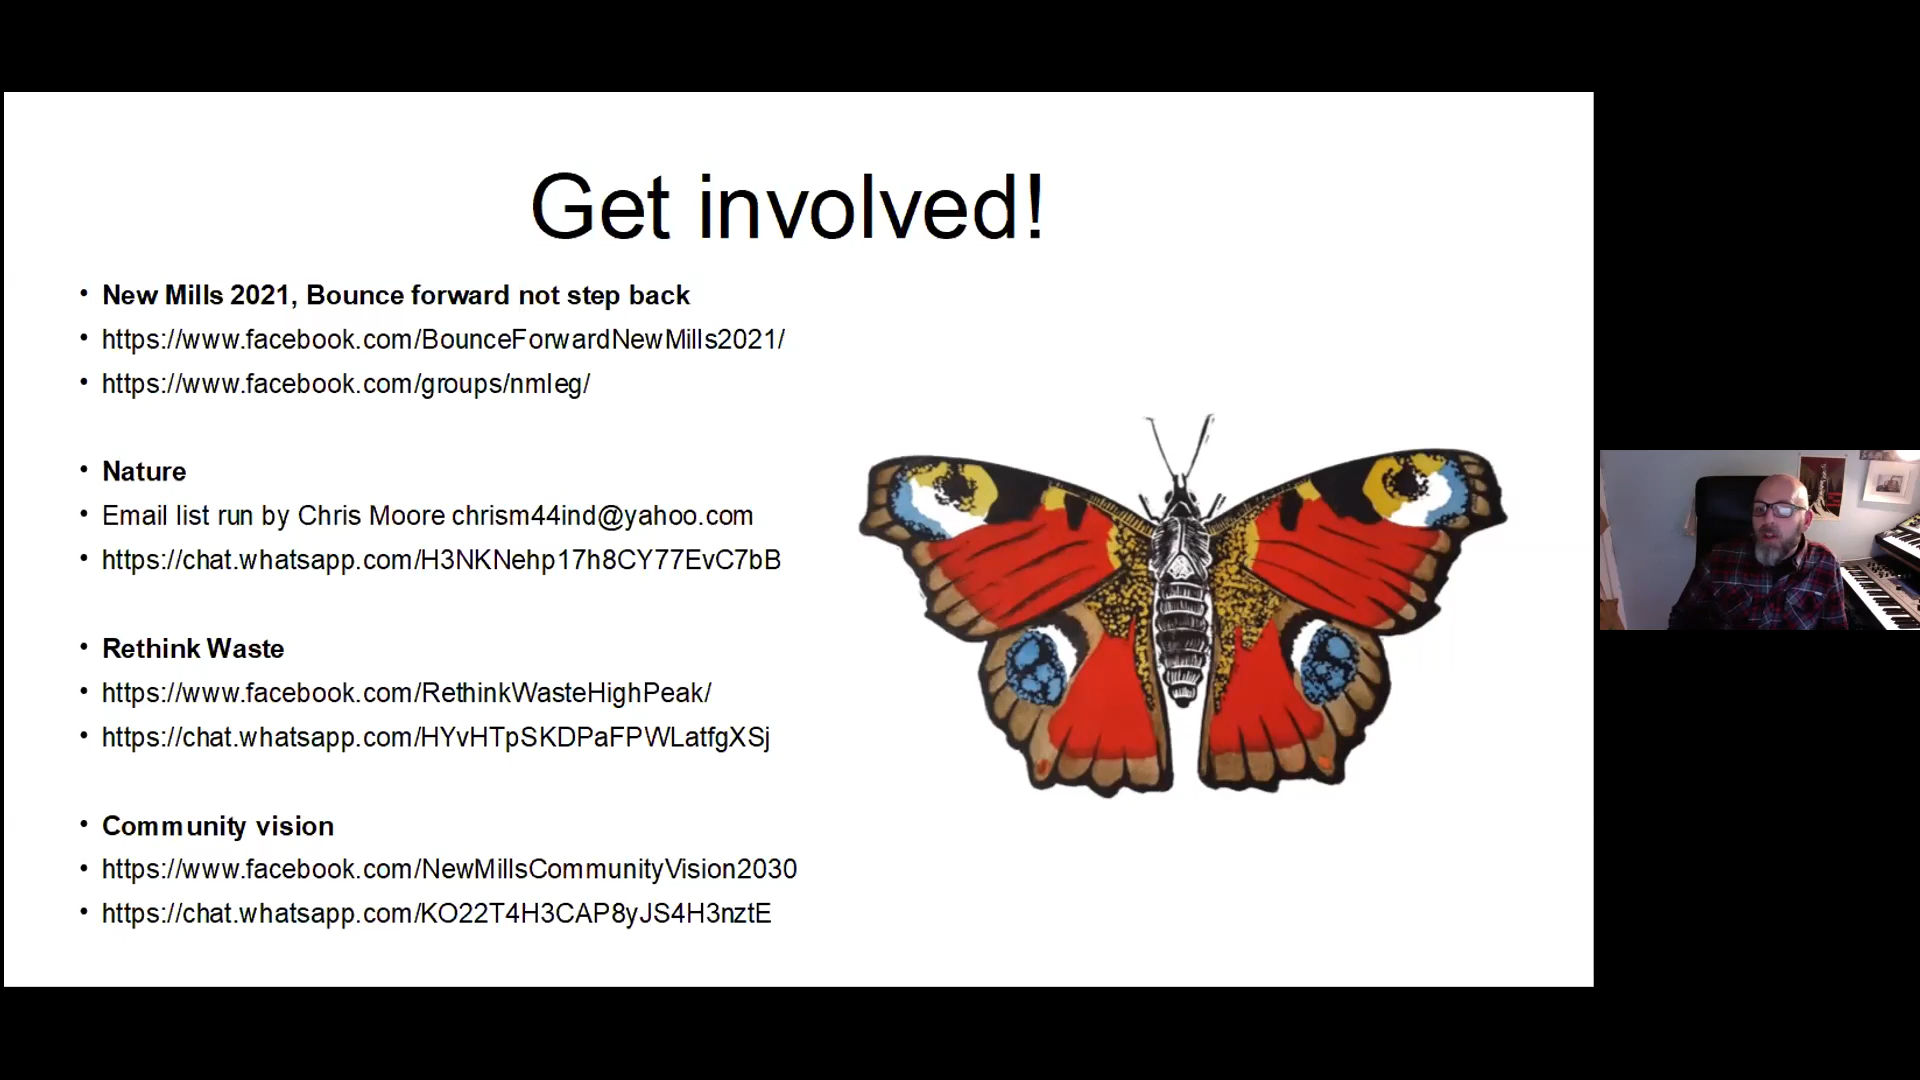 Get involved!
New Mills 2021, Bounce forward not step back
https://www.facebook.com/BounceForwardNewMills2021/
https://www.facebook.com/groups/nmleg/
Nature
Email list run by Chris Moore chrism44ind@yahoo.com
https://chat.whatsapp.com/H3NKNehp17h8CY77EvC7bB
Rethink Waste
https://www.facebook.com/RethinkWasteHighPeak/
https://chat.whatsapp.com/HYvHTpSKDPaFPWLatfgXSj
Community vision
https://www.facebook.com/NewMillsCommunityVision2030
https://chat.whatsapp.com/KO22T4H3CAP8yJS4H3nztE